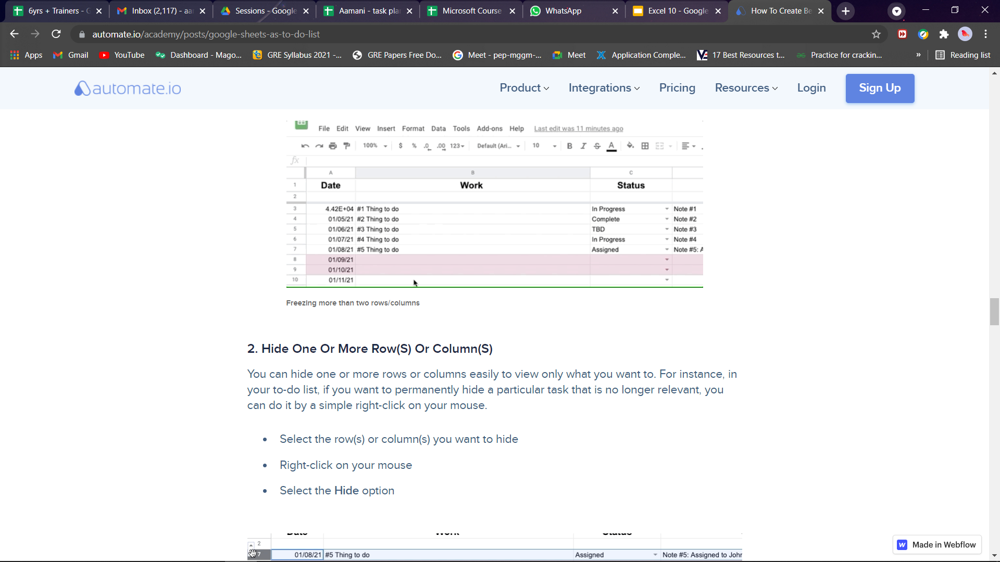 6yrs + Trainers - G
Inbox (2,117) - aa
Sessions - Google
Aamani - task pla
Microsoft Course
WhatsApp
Excel 10 - Google
How To Create Be
automate.io/academy/posts/google-sheets-as-to-do-list
Apps
Gmail
YouTube
Dashboard - Mago...
GRE Syllabus 2021 -...
GRE Papers Free Do...
Meet - pep-mggm-...
Meet
Application Comple...
17 Best Resources t...
Practice for crackin...
»
Reading list
automate.io
Product
Integrations
Pricing
Resources
Login
Sign Up
File Edit View Insert Format Data Tools Add-ons Help Last edit was 11 minutes ago
100% $ % .0 .00 123 Default (Ari... 10 B I S A
fx
A B C
1 Date Work Status
2
3 4.42E+04 #1 Thing to do In Progress Note #1
4 01/05/21 #2 Thing to do Complete Note #2
5 01/06/21 #3 Thing to do TBD Note #3
6 01/07/21 #4 Thing to do In Progress Note #4
7 01/08/21 #5 Thing to do Assigned Note #5: A
8 01/09/21
9 01/10/21
10 01/11/21
Freezing more than two rows/columns
2. Hide One Or More Row(S) Or Column(S)
You can hide one or more rows or columns easily to view only what you want to. For instance, in
your to-do list, if you want to permanently hide a particular task that is no longer relevant, you
can do it by a simple right-click on your mouse.
• Select the row(s) or column(s) you want to hide
• Right-click on your mouse
• Select the Hide option
Date Work Status
2
7 01/08/21 #5 Thing to do Assigned Note #5: Assigned to John
Made in Webflow